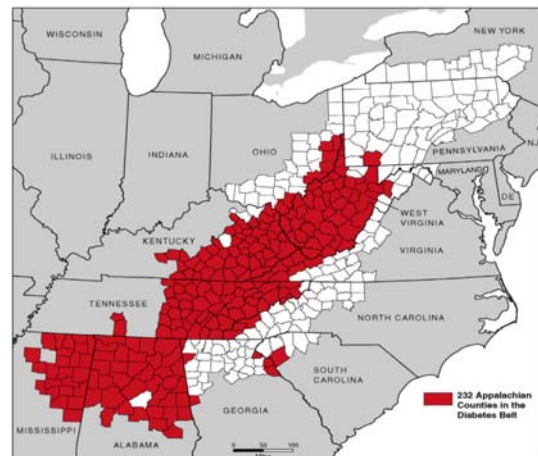 NEW YORK
WISCONSIN
MICHIGAN
PENNSYLVANIA
OHIO
NJ
ILLINOIS
INDIANA
MARYLAND
DE
WEST
VIRGINIA
KENTUCKY
VIRGINIA
TENNESSEE
NORTH CAROLINA
SOUTH
CAROLINA
GEORGIA
232 Appalachian
Counties in the
Diabetes Belt
MISSISSIPPI
ALABAMA
0 50 100
Miles